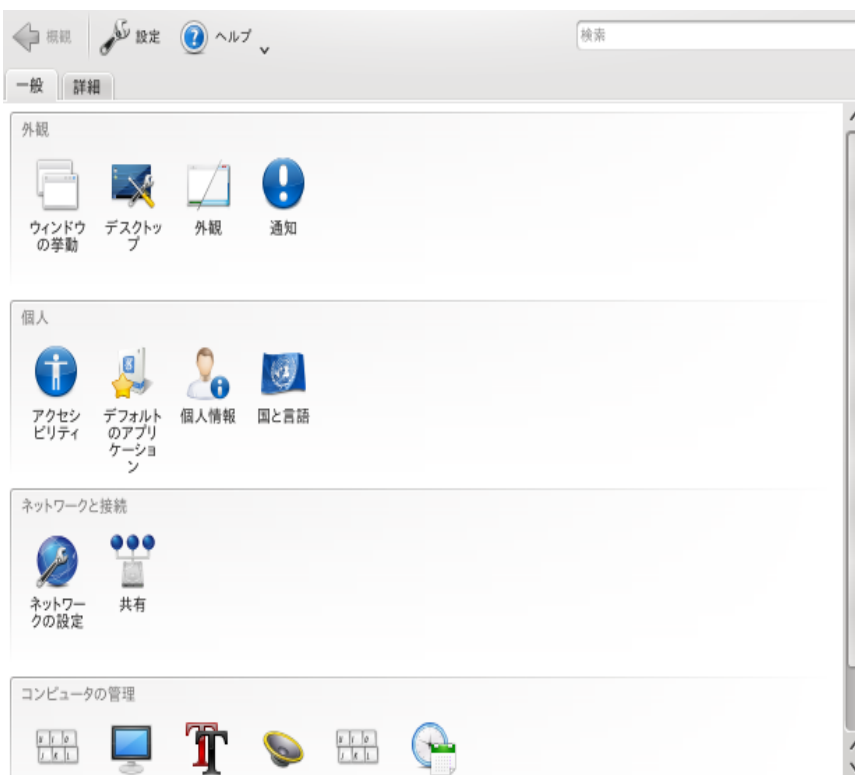 概観 設定 ヘルプ 検索
一般 詳細
外観
ウィンドウ
の挙動
デスクトッ
プ
外観
通知
個人
アクセシ
ビリティ
デフォルト
のアプリ
ケーショ
ン
個人情報
国と言語
ネットワークと接続
ネットワー
クの設定
共有
コンピュータの管理